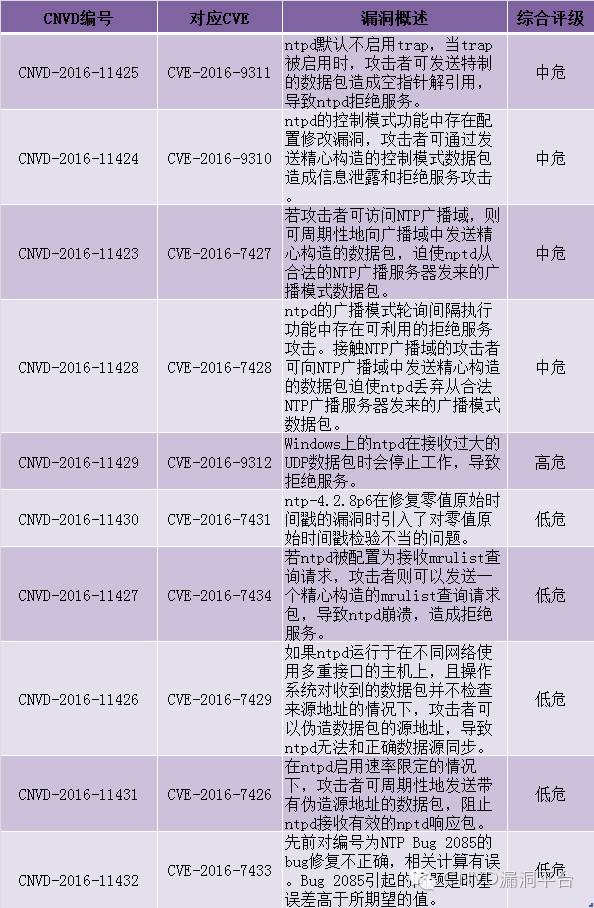 CNVD编号 对应CVE 漏洞概述 综合评级
ntpd默认不启用trap，当trap
被启用时，攻击者可发送特制
CNVD-2016-11425 CVE-2016-9311 中危
的数据包造成空指针解引用，
导致ntpd拒绝服务。
ntpd的控制模式功能中存在配
置修改漏洞，攻击者可通过发
CNVD-2016-11424 CVE-2016-9310 送精心构造的控制模式数据包 中危
造成信息泄露和拒绝服务攻击
。
若攻击者可访问NTP广播域，则
可周期性地向广播域中发送精
CNVD-2016-11423 CVE-2016-7427 心构造的数据包，迫使nptd从 中危
合法的NTP广播服务器发来的广
播模式数据包。
ntpd的广播模式轮询间隔执行
功能中存在可利用的拒绝服务
攻击。接触NTP广播域的攻击者
CNVD-2016-11428 CVE-2016-7428 可向NTP广播域中发送精心构造 中危
的数据包迫使ntpd丢弃从合法
NTP广播服务器发来的广播模式
数据包。
Windows上的ntpd在接收过大的
CNVD-2016-11429 CVE-2016-9312 UDP数据包时会停止工作，导致 高危
拒绝服务。
ntp-4.2.8p6在修复零值原始时
CNVD-2016-11430 CVE-2016-7431 间戳的漏洞时引入了对零值原 低危
始时间戳检验不当的问题。
若ntpd被配置为接收mrulist查
询请求，攻击者则可以发送一
CNVD-2016-11427 CVE-2016-7434 低危
个精心构造的mrulist查询请求
包，导致ntpd崩溃，造成拒绝
服务。
如果ntpd运行于在不同网络使
用多重接口的主机上，且操作
系统对收到的数据包并不检查
CNVD-2016-11426 CVE-2016-7429 低危
来源地址的情况下，攻击者可
以伪造数据包的源地址，导致
ntpd无法和正确数据源同步。
在ntpd启用速率限定的情况
下，攻击者可周期性地发送带
CNVD-2016-11431 CVE-2016-7426 低危
有伪造源地址的数据包，阻止
ntpd接收有效的nptd响应包。
先前对编号为NTP Bug 2085的
bug修复不正确，相关计算有误
CNVD-2016-11432 CVE-2016-7433 低危
。Bug 2085引起的问题是时基
误差高于所期望的值。
CNVD漏洞平台